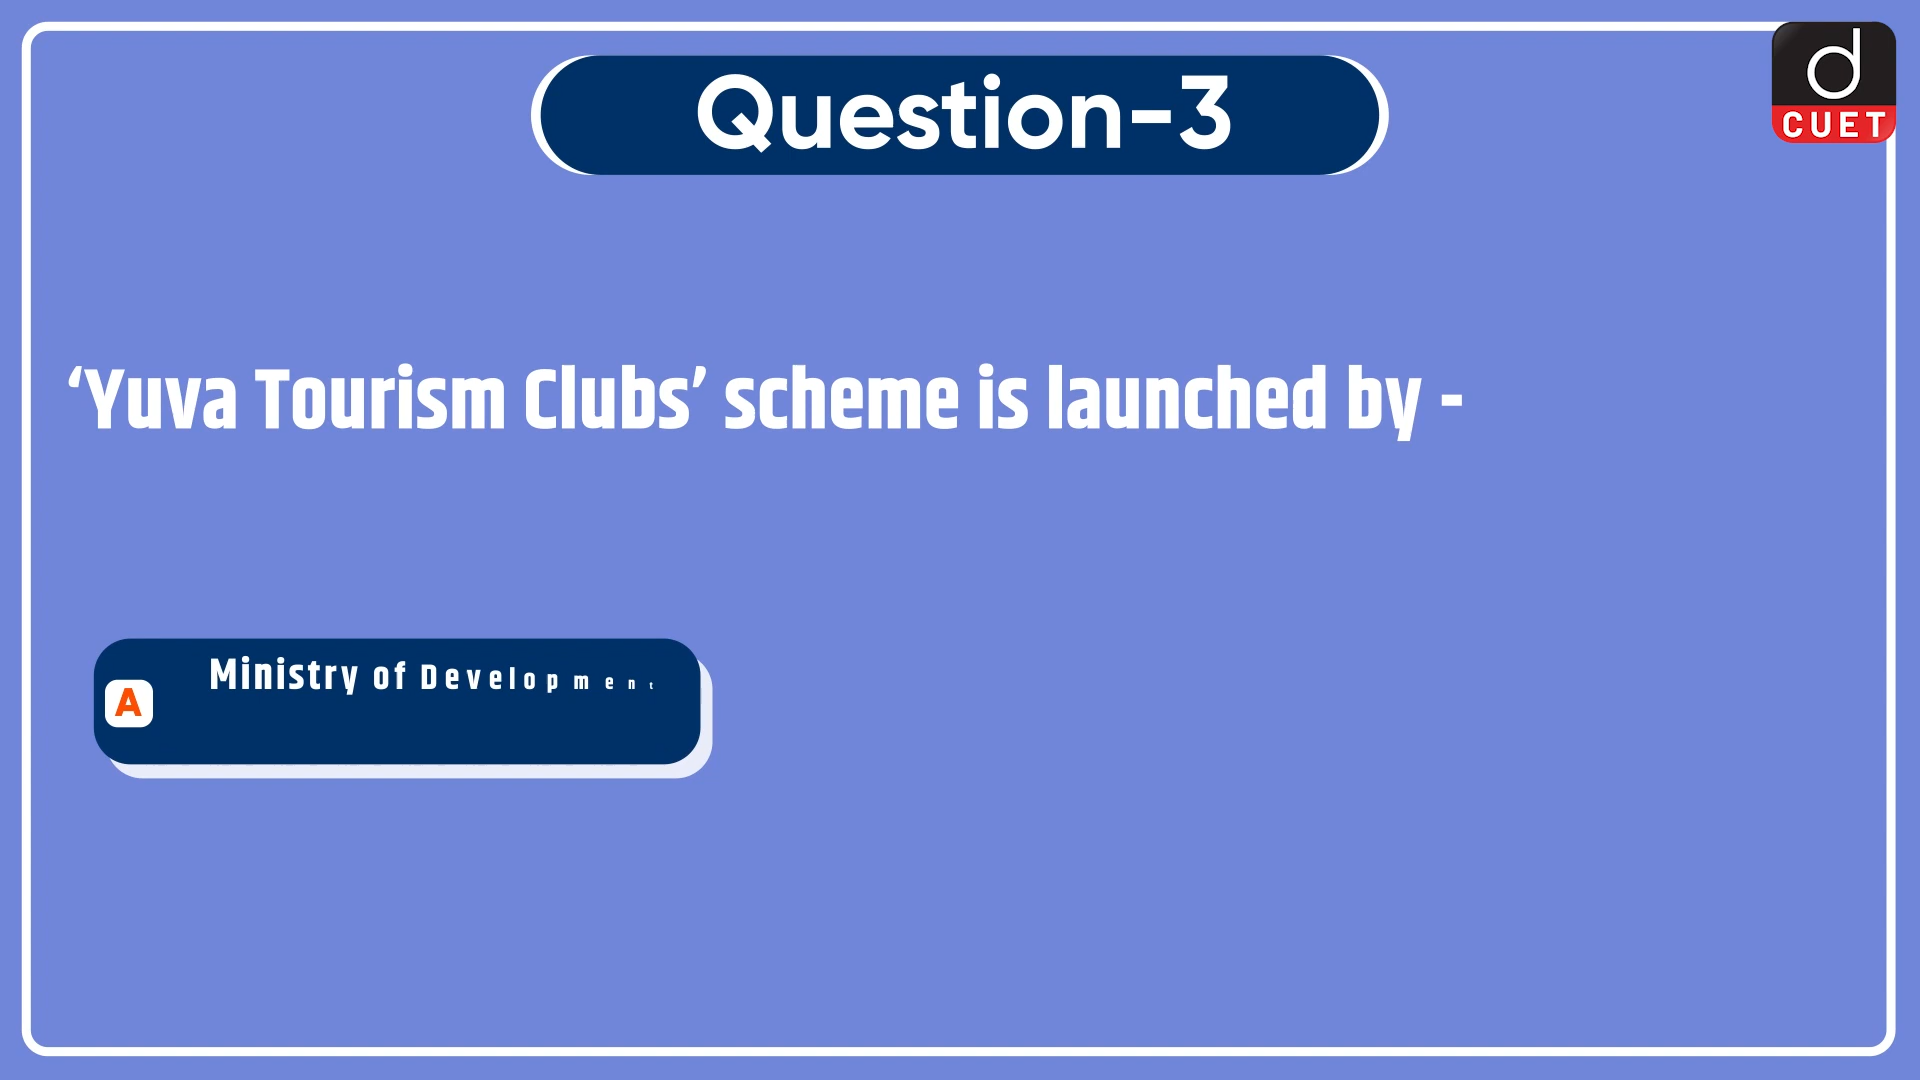 Question-3
d
CUET
‘Yuva Tourism Clubs’ scheme is launched by -
A
Ministry of Development